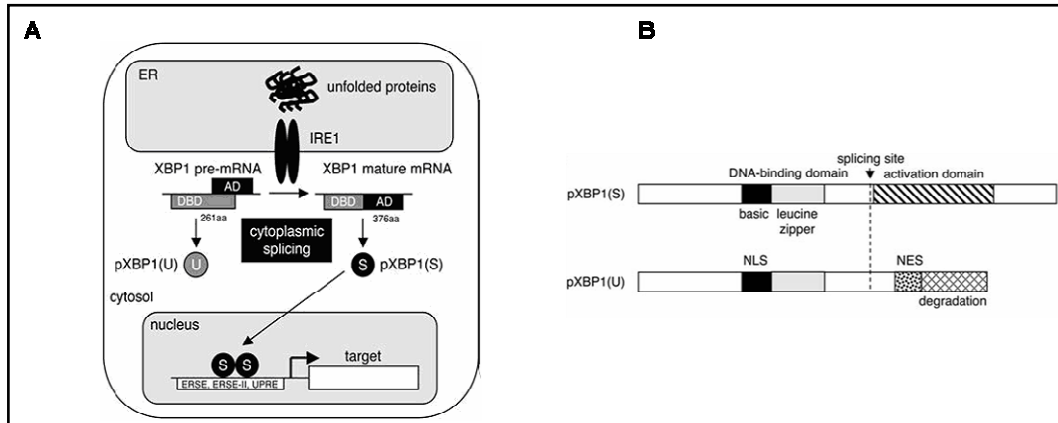 A
ER
unfolded proteins
IRE1
XBP1 pre-mRNA
XBP1 mature mRNA
AD
DBD
261aa
DBD AD
376aa
cytoplasmic
splicing
pXBP1(U) U
S pXBP1(S)
cytosol
nucleus
S S
target
ERSE, ERSE-II, UPRE
B
splicing site
DNA-binding domain activation domain
pXBP1(S)
basic leucine
zipper
NLS NES
pXBP1(U)
degradation